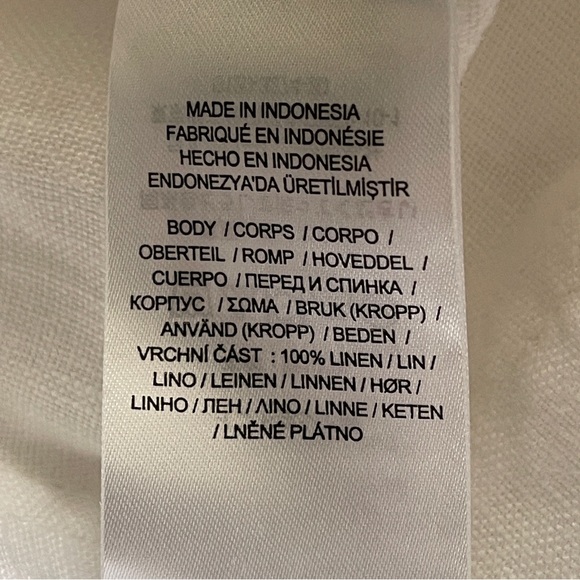 MADE IN INDONESIA
FABRIQUÉ EN INDONÉSIE
HECHO EN INDONESIA
ENDONEZYA'DA ÜRETİLMİŞTİR
BODY / CORPS / CORPO /
OBERTEIL / ROMP / HOVEDDEL /
CUERPO / ПЕРЕД И СПИНКА /
КОРПУС / ΣΩΜΑ / BRUK (KROPP) /
ANVÄND (KROPP) / BEDEN /
VRCHNÍ ČÁST : 100% LINEN / LIN /
LINO / LEINEN / LINNEN / HØR /
LINHO / ЛЕН / ΛΙΝΟ / LINNE / KETEN
/ LNĚNÉ PLÁTNO